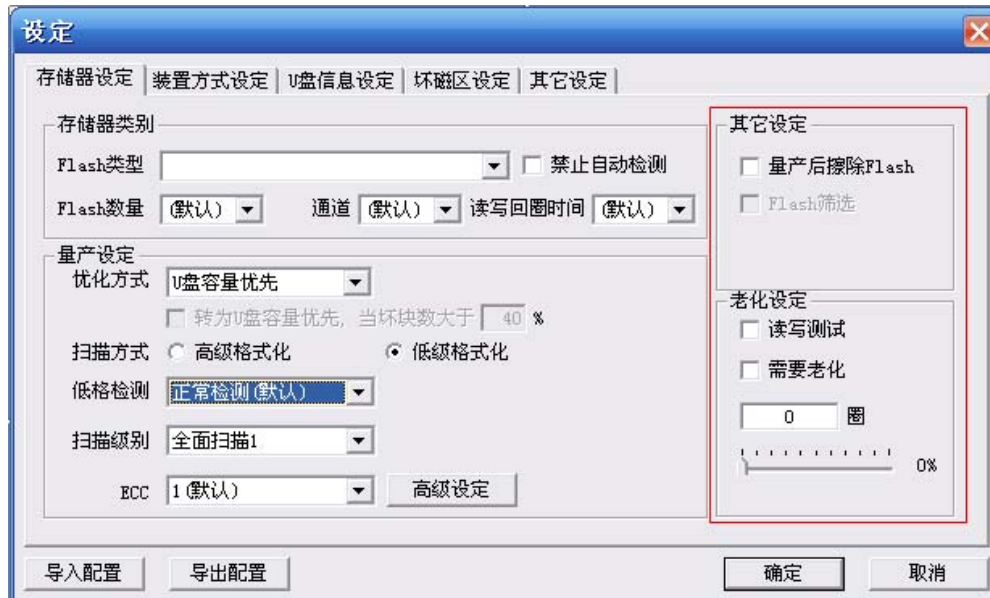 设定
存储器设定 装置方式设定 U盘信息设定 坏磁区设定 其它设定
存储器类别
Flash类型 禁止自动检测
Flash数量 (默认) 通道 (默认) 读写回圈时间 (默认)
量产设定
优化方式 U盘容量优先
转为U盘容量优先, 当坏块数大于 40 %
扫描方式 高级格式化 低级格式化
低格检测 正常检测(默认)
扫描级别 全面扫描1
ECC 1(默认) 高级设定
其它设定
量产后擦除Flash
Flash筛选
老化设定
读写测试
需要老化
0 圈
0%
导入配置 导出配置 确定 取消